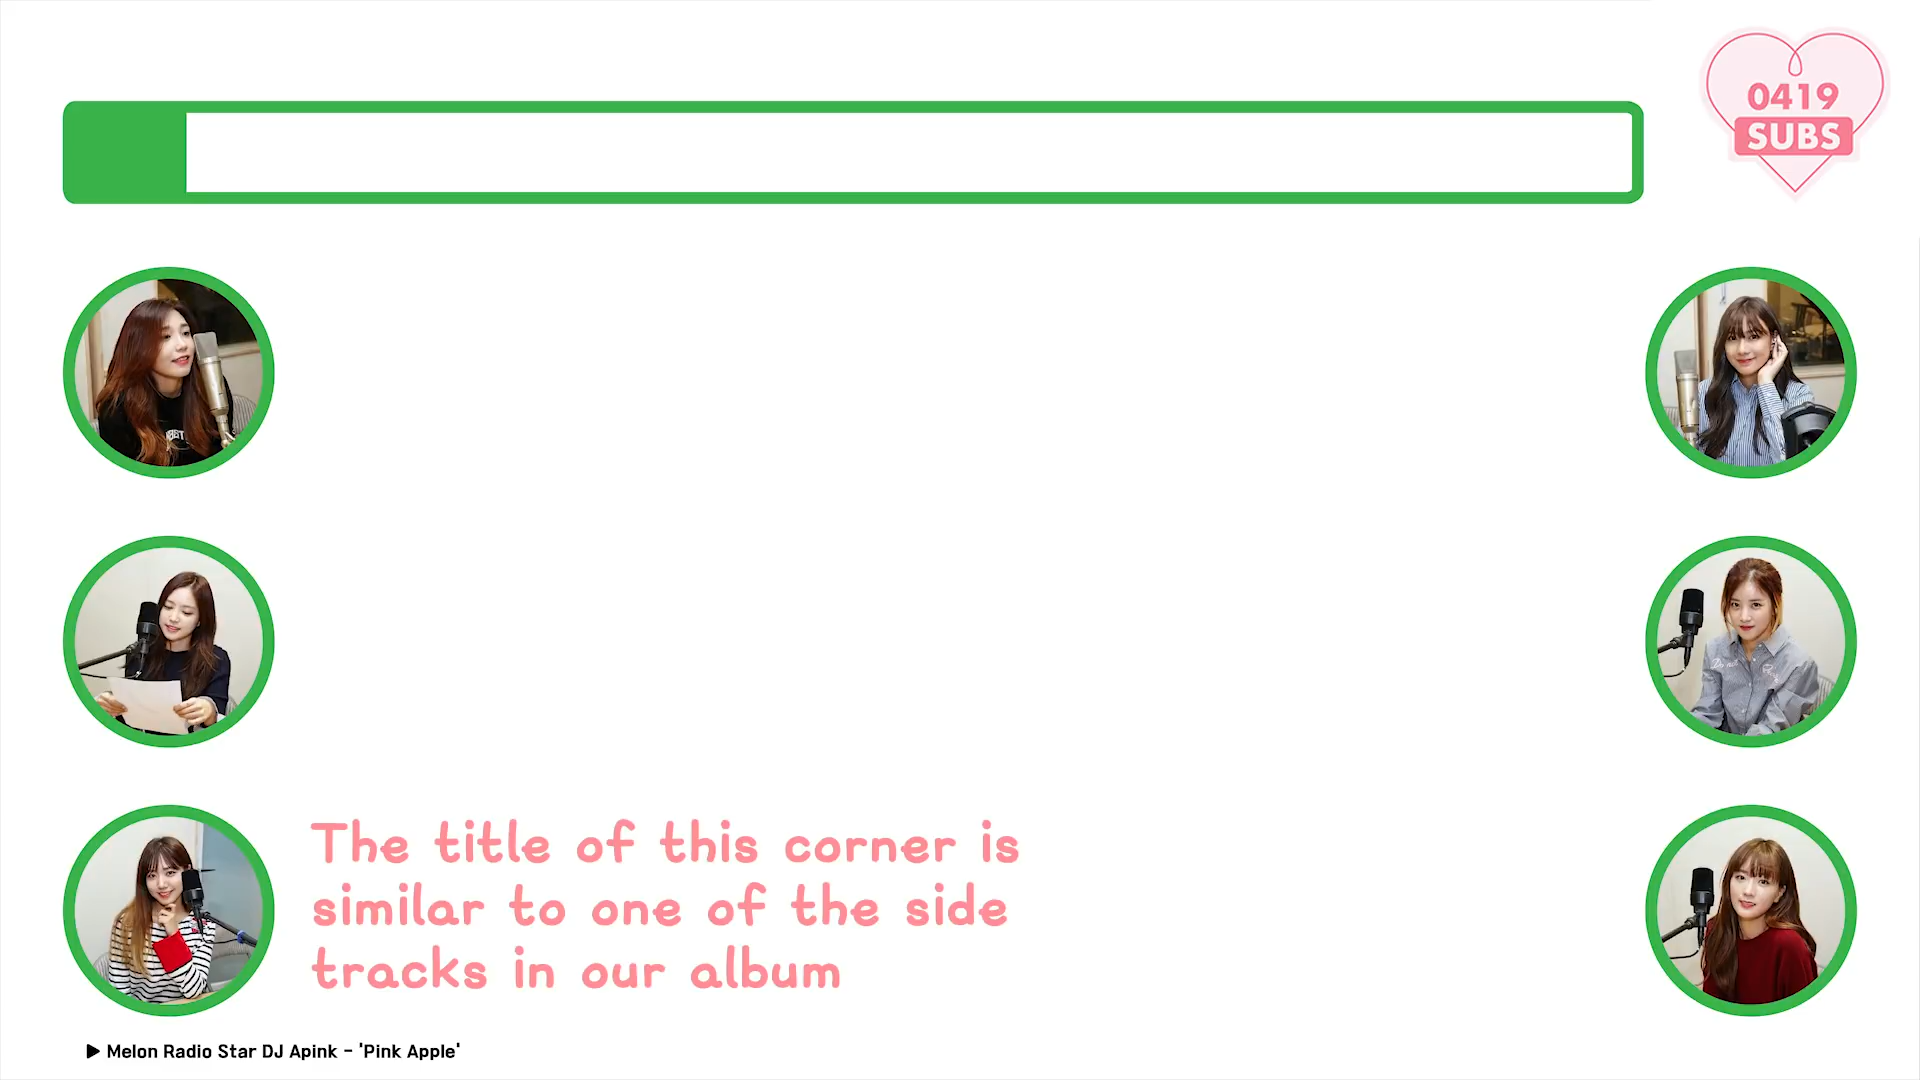 0419
SUBS
The title of this corner is
similar to one of the side
tracks in our album
▶ Melon Radio Star DJ Apink - 'Pink Apple'